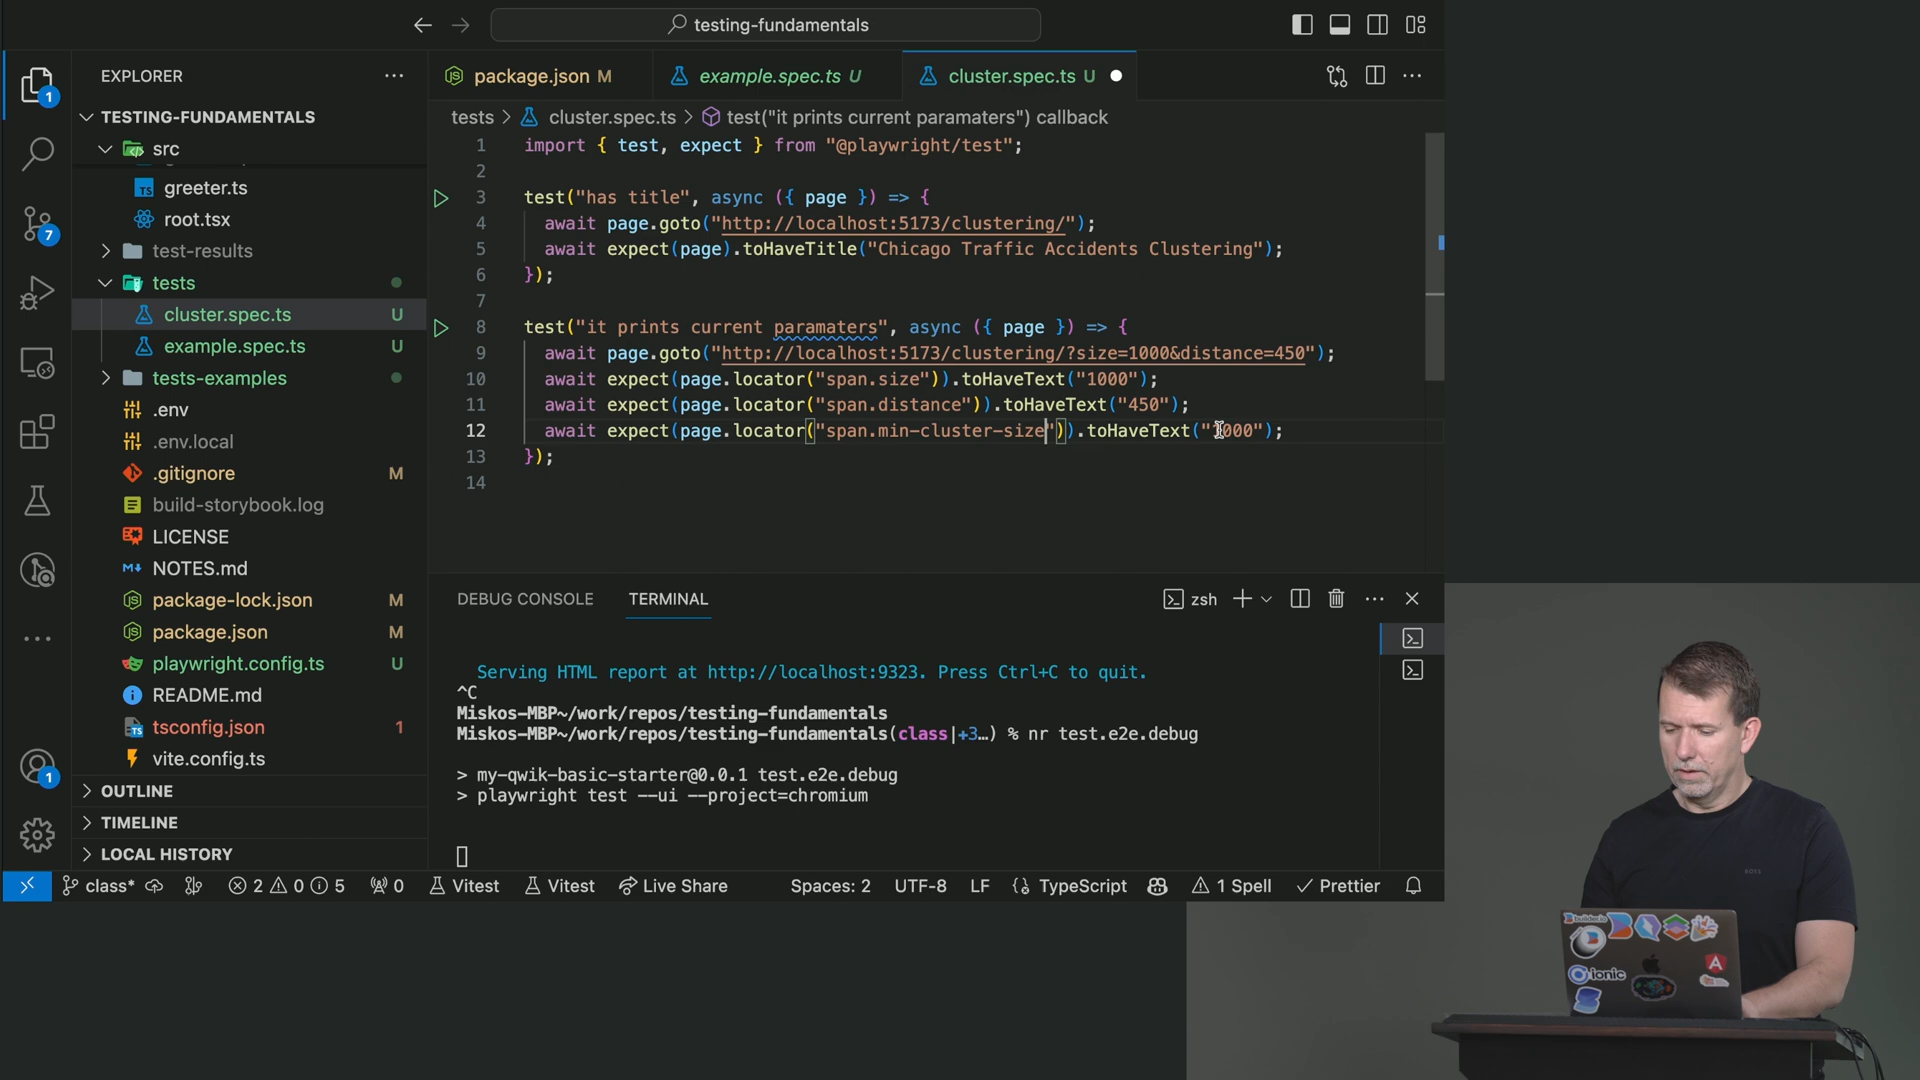 testing-fundamentals
EXPLORER
TESTING-FUNDAMENTALS
src
greeter.ts
root.tsx
test-results
tests
cluster.spec.ts U
example.spec.ts U
tests-examples
.env
.env.local
.gitignore M
build-storybook.log
LICENSE
NOTES.md
package-lock.json M
package.json M
playwright.config.ts U
README.md
tsconfig.json 1
vite.config.ts
OUTLINE
TIMELINE
LOCAL HISTORY
1
7
1
package.json M
example.spec.ts U
cluster.spec.ts U
tests > cluster.spec.ts > test("it prints current paramaters") callback
1 import { test, expect } from "@playwright/test";
2
3 test("has title", async ({ page }) => {
4 await page.goto("http://localhost:5173/clustering/");
5 await expect(page).toHaveTitle("Chicago Traffic Accidents Clustering");
6 });
7
8 test("it prints current paramaters", async ({ page }) => {
9 await page.goto("http://localhost:5173/clustering/?size=1000&distance=450");
10 await expect(page.locator("span.size")).toHaveText("1000");
11 await expect(page.locator("span.distance")).toHaveText("450");
12 await expect(page.locator("span.min-cluster-size")).toHaveText("1000");
13 });
14
DEBUG CONSOLE TERMINAL
zsh
Serving HTML report at http://localhost:9323. Press Ctrl+C to quit.
^C
Miskos-MBP~/work/repos/testing-fundamentals
Miskos-MBP~/work/repos/testing-fundamentals(class|+3…) % nr test.e2e.debug
> my-qwik-basic-starter@0.0.1 test.e2e.debug
> playwright test --ui --project=chromium
class* 2 0 5 0 Vitest Vitest Live Share Spaces: 2 UTF-8 LF TypeScript 1 Spell Prettier
BOSS
builder.io
ionic